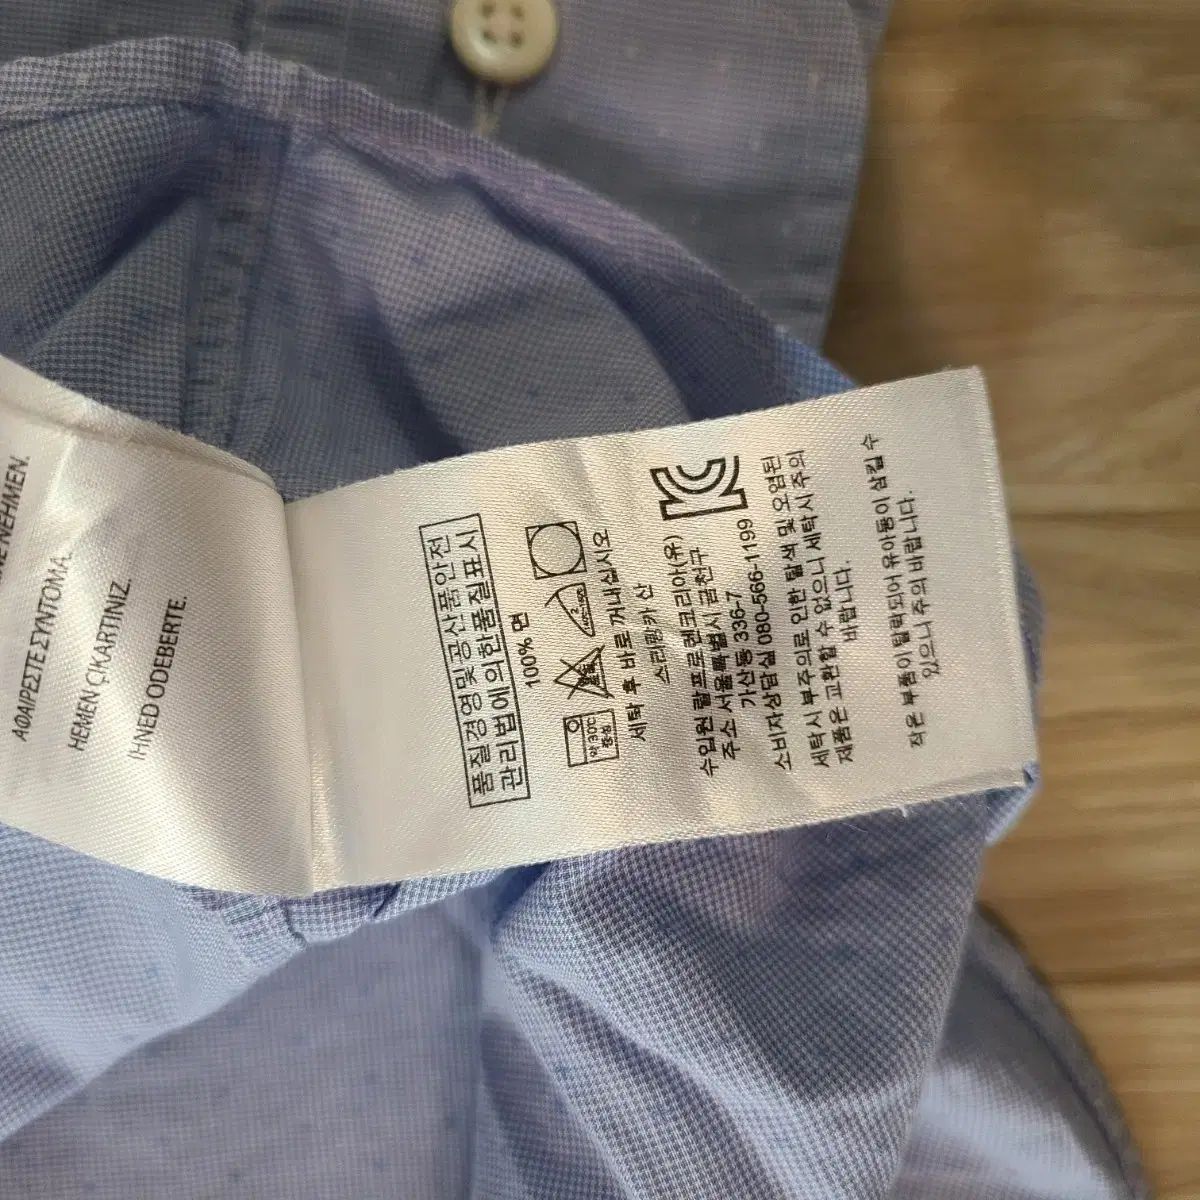 NEHMEN.
ΑΦΑΙΡΕΣΤΕ ΣΥΝΤΟΜΑ.
HEMEN ÇIKARTINIZ.
IHNED ODEBERTE.
품질경영및공산품안전
관리법에의한품질표시
100% 면
약 30℃
중성
세탁 후 바로 꺼내십시오
스리랑카 산
수입원 랄프로렌코리아(유)
주소 서울특별시 금천구
가산동 336-7
소비자상담실 080-566-1199
세탁시 부주의로 인한 탈색 및 오염된
제품은 교환할 수 없으니 세탁시 주의
바랍니다.
작은 부품이 탈락되어 유아동이 삼킬 수
있으니 주의 바랍니다.